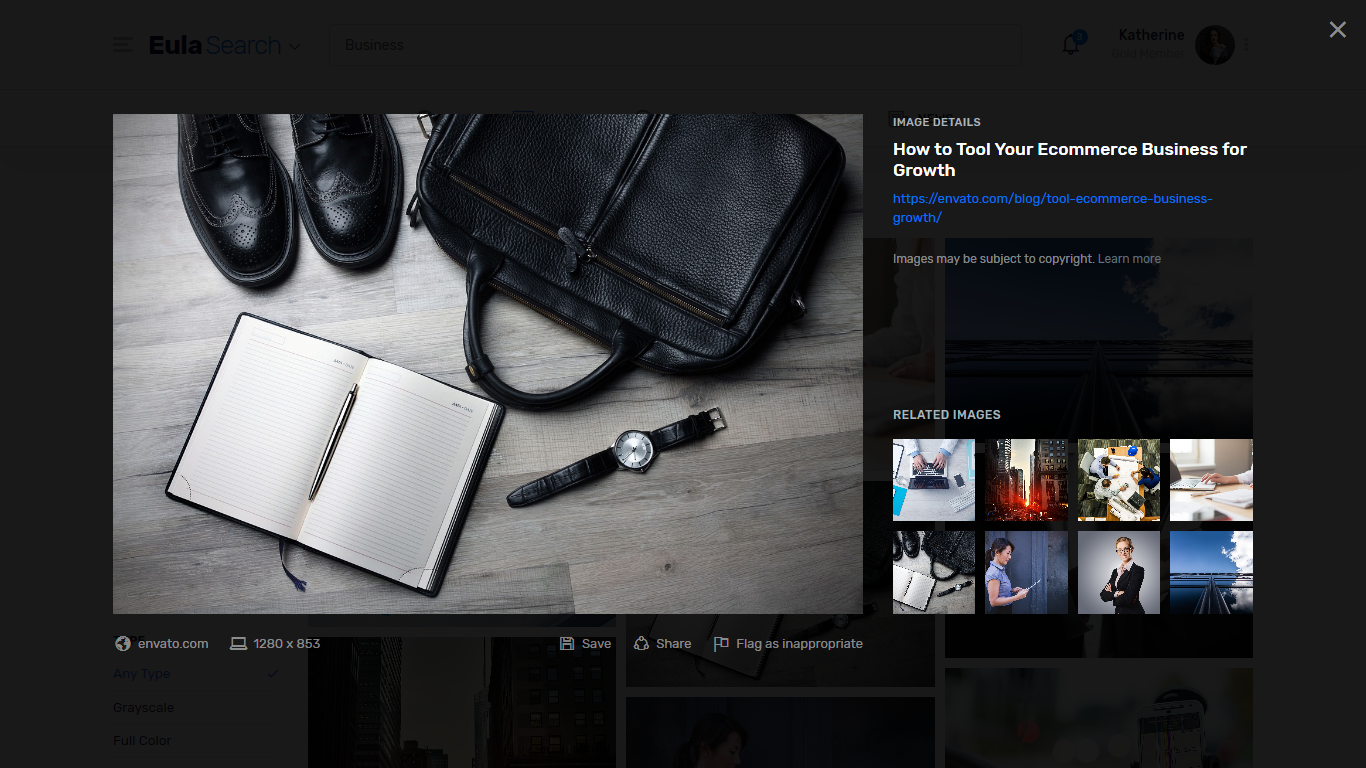 Eula Search
Business
3
Katherine
Gold Member
IMAGE DETAILS
How to Tool Your Ecommerce Business for
Growth
https://envato.com/blog/tool-ecommerce-business-
growth/
Images may be subject to copyright. Learn more
RELATED IMAGES
envato.com
1280 x 853
Save
Share
Flag as inappropriate
Any Type
Grayscale
Full Color